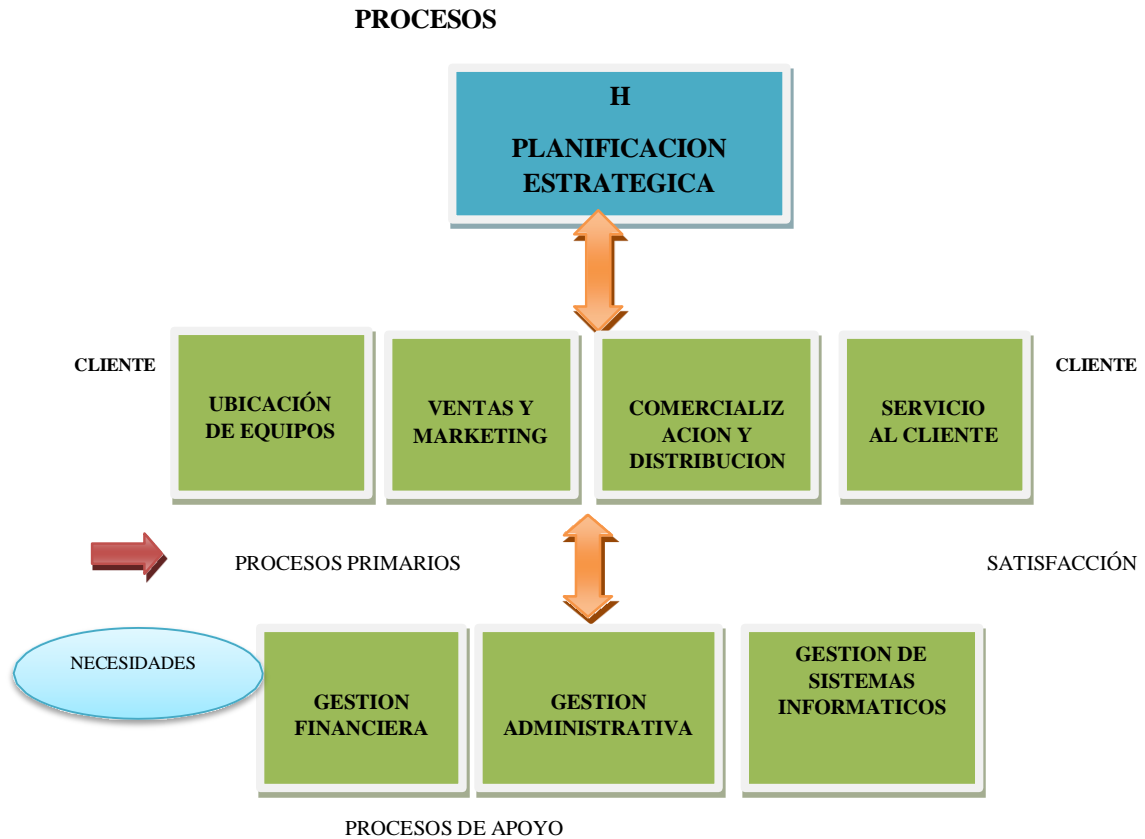 PROCESOS
H
PLANIFICACION
ESTRATEGICA
CLIENTE
UBICACIÓN
DE EQUIPOS
VENTAS Y
MARKETING
COMERCIALIZ
ACION Y
DISTRIBUCION
SERVICIO
AL CLIENTE
CLIENTE
PROCESOS PRIMARIOS
SATISFACCIÓN
NECESIDADES
GESTION
FINANCIERA
GESTION
ADMINISTRATIVA
GESTION DE
SISTEMAS
INFORMATICOS
PROCESOS DE APOYO